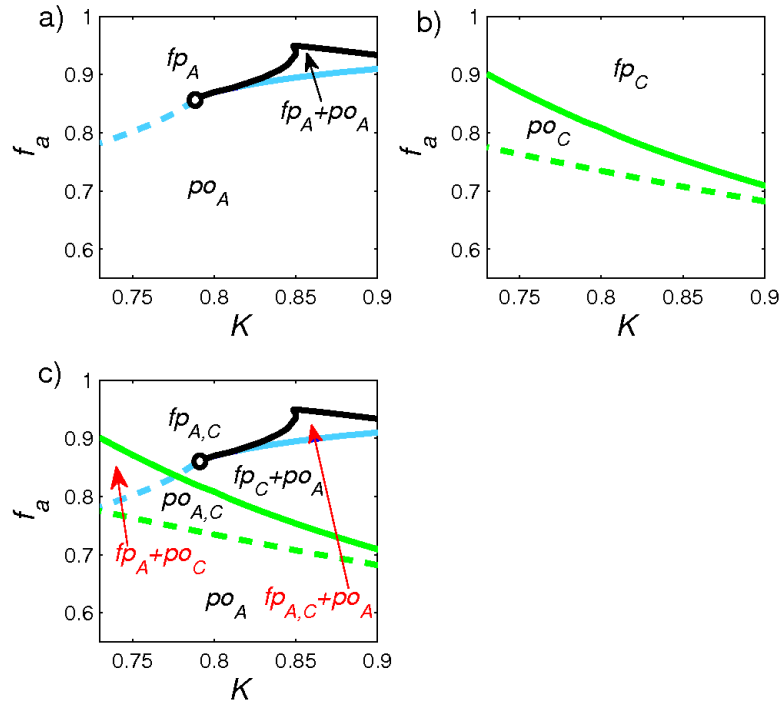 a)
1
0.9
0.8
0.7
0.6
f_a
fp_A
fp_A+po_A
po_A
0.75 0.8 0.85 0.9
K
b)
1
0.9
0.8
0.7
0.6
f_a
fp_C
po_C
0.75 0.8 0.85 0.9
K
c)
1
0.9
0.8
0.7
0.6
f_a
fp_A,C
fp_C+po_A
po_A,C
fp_A+po_C
po_A
fp_A,C+po_A
0.75 0.8 0.85 0.9
K